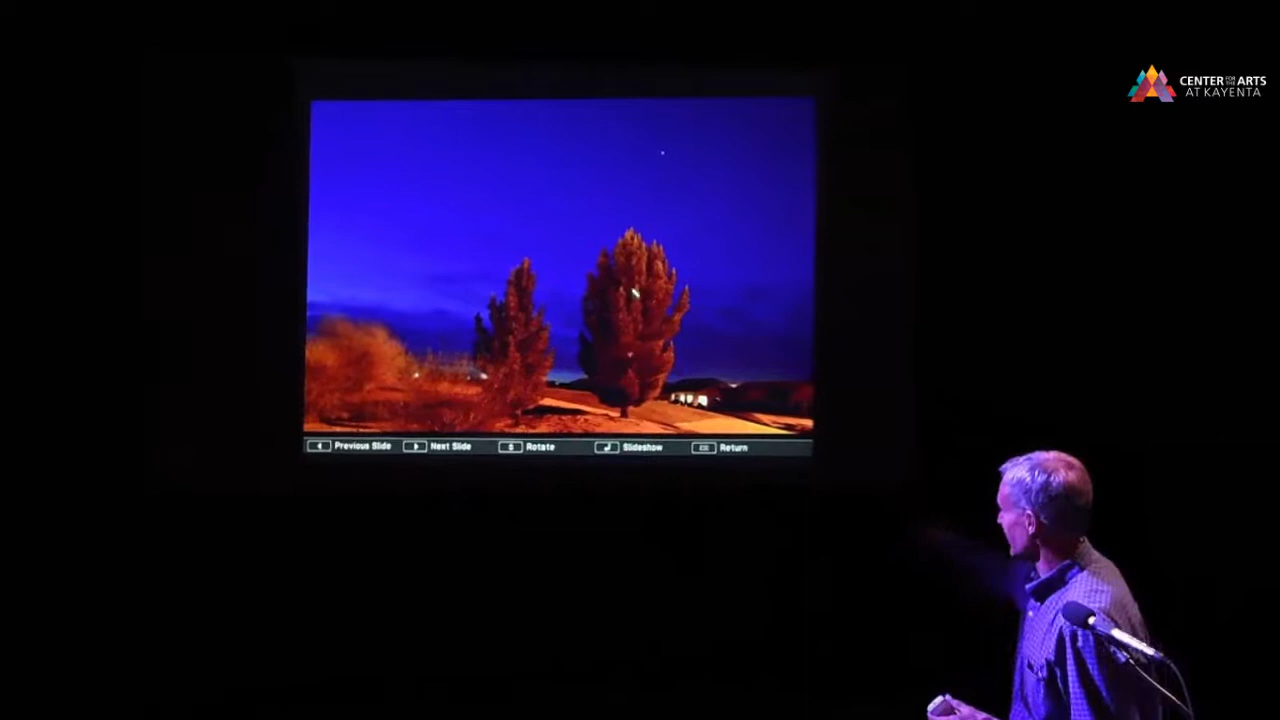 CENTER FOR THE ARTS
AT KAYENTA
Previous Slide Next Slide Rotate Slideshow Return